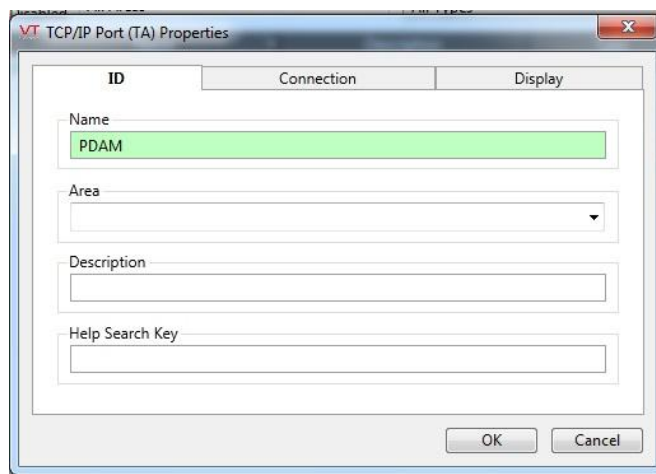 VT TCP/IP Port (TA) Properties
ID Connection Display
Name
PDAM
Area
Description
Help Search Key
OK Cancel